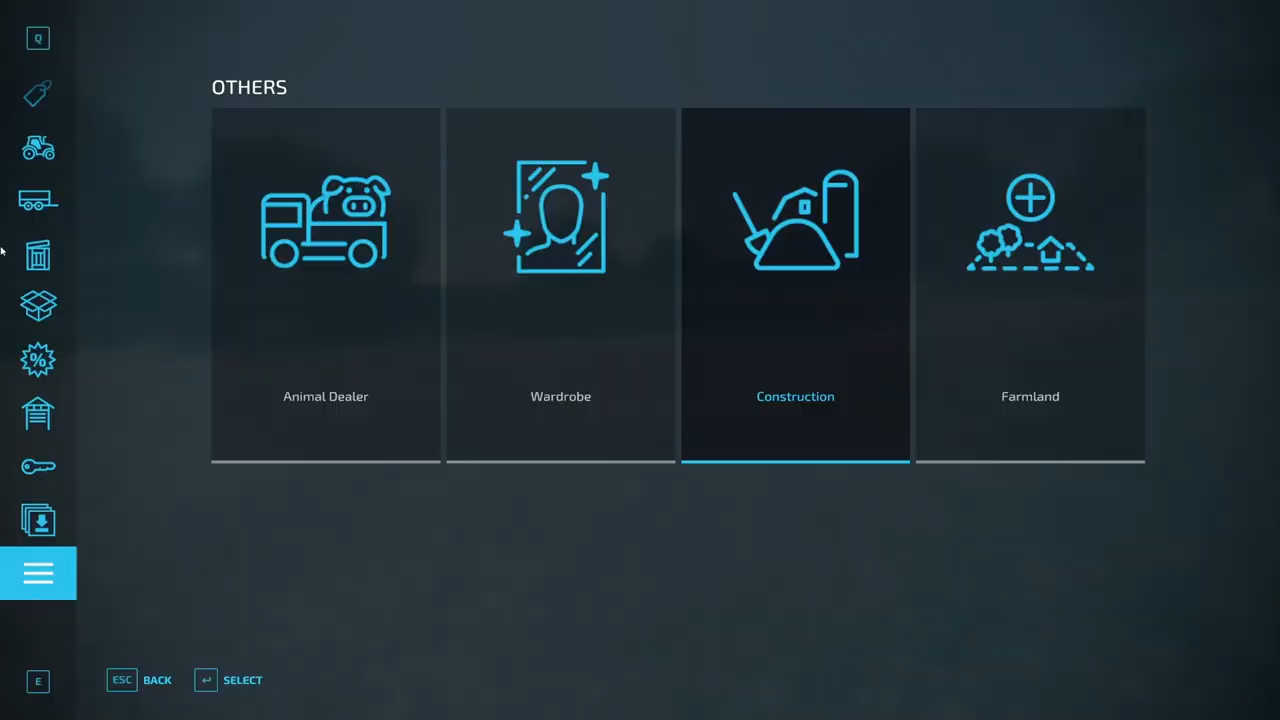 Q
OTHERS
%
Animal Dealer
Wardrobe
Construction
Farmland
E
ESC BACK
↵ SELECT